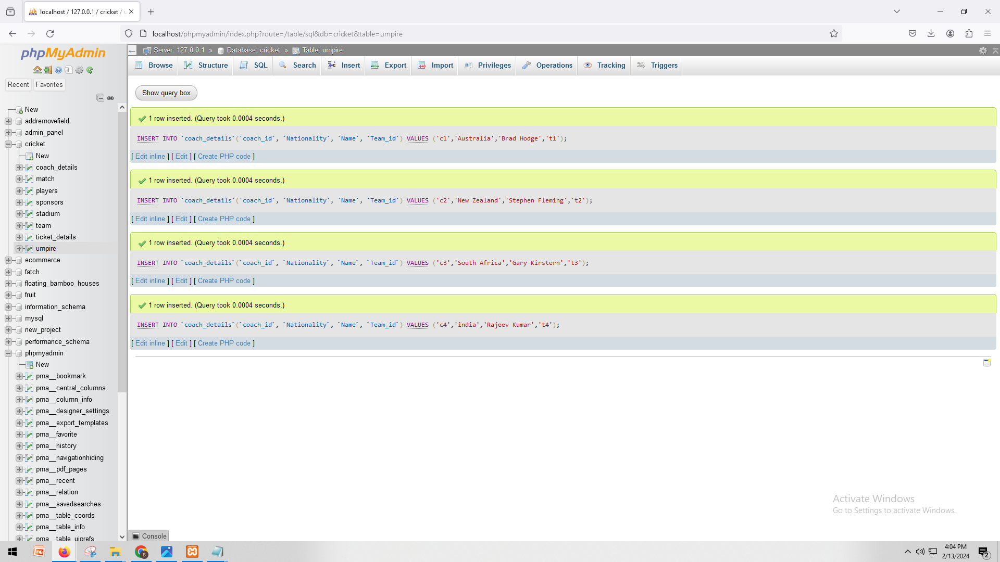 localhost / 127.0.0.1 / cricket /
localhost/phpmyadmin/index.php?route=/table/sql&db=cricket&table=umpire
phpMyAdmin
Recent Favorites
New
addremovefield
admin_panel
cricket
New
coach_details
match
players
sponsors
stadium
team
ticket_details
umpire
ecommerce
fatch
floating_bamboo_houses
fruit
information_schema
mysql
new_project
performance_schema
phpmyadmin
New
pma__bookmark
pma__central_columns
pma__column_info
pma__designer_settings
pma__export_templates
pma__favorite
pma__history
pma__navigationhiding
pma__pdf_pages
pma__recent
pma__relation
pma__savedsearches
pma__table_coords
pma__table_info
pma__table_uiprefs
Server: 127.0.0.1 » Database: cricket » Table: umpire
Browse Structure SQL Search Insert Export Import Privileges Operations Tracking Triggers
Show query box
1 row inserted. (Query took 0.0004 seconds.)
INSERT INTO `coach_details`(`coach_id`, `Nationality`, `Name`, `Team_id`) VALUES ('c1','Australia','Brad Hodge','t1');
[ Edit inline ] [ Edit ] [ Create PHP code ]
1 row inserted. (Query took 0.0004 seconds.)
INSERT INTO `coach_details`(`coach_id`, `Nationality`, `Name`, `Team_id`) VALUES ('c2','New Zealand','Stephen Fleming','t2');
[ Edit inline ] [ Edit ] [ Create PHP code ]
1 row inserted. (Query took 0.0004 seconds.)
INSERT INTO `coach_details`(`coach_id`, `Nationality`, `Name`, `Team_id`) VALUES ('c3','South Africa','Gary Kirstern','t3');
[ Edit inline ] [ Edit ] [ Create PHP code ]
1 row inserted. (Query took 0.0004 seconds.)
INSERT INTO `coach_details`(`coach_id`, `Nationality`, `Name`, `Team_id`) VALUES ('c4','india','Rajeev Kumar','t4');
[ Edit inline ] [ Edit ] [ Create PHP code ]
Activate Windows
Go to Settings to activate Windows.
Console
4:04 PM
2/13/2024
2